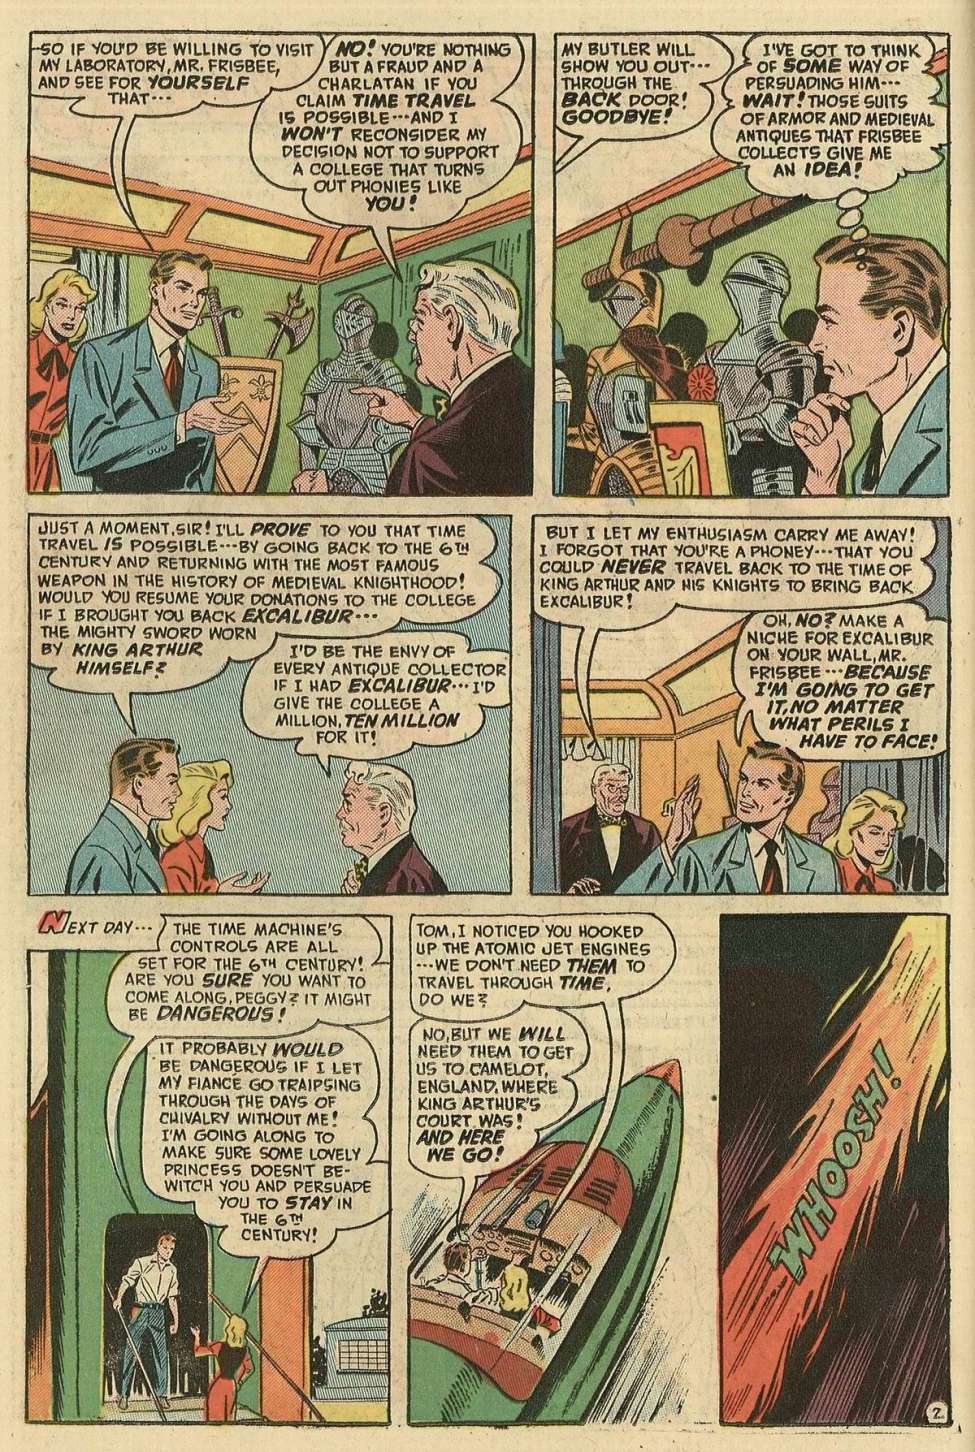 SO IF YOU'D BE WILLING TO VISIT
MY LABORATORY, MR. FRISBEE,
AND SEE FOR YOURSELF
THAT---
NO! YOU'RE NOTHING
BUT A FRAUD AND A
CHARLATAN IF YOU
CLAIM TIME TRAVEL
IS POSSIBLE---AND I
WON'T RECONSIDER MY
DECISION NOT TO SUPPORT
A COLLEGE THAT TURNS
OUT PHONIES LIKE
YOU!
MY BUTLER WILL
SHOW YOU OUT---
THROUGH THE
BACK DOOR!
GOODBYE!
I'VE GOT TO THINK
OF SOME WAY OF
PERSUADING HIM---
WAIT! THOSE SUITS
OF ARMOR AND MEDIEVAL
ANTIQUES THAT FRISBEE
COLLECTS GIVE ME
AN IDEA!
JUST A MOMENT, SIR! I'LL PROVE TO YOU THAT TIME
TRAVEL IS POSSIBLE---BY GOING BACK TO THE 6TH
CENTURY AND RETURNING WITH THE MOST FAMOUS
WEAPON IN THE HISTORY OF MEDIEVAL KNIGHTHOOD!
WOULD YOU RESUME YOUR DONATIONS TO THE COLLEGE
IF I BROUGHT YOU BACK EXCALIBUR---
THE MIGHTY SWORD WORN
BY KING ARTHUR
HIMSELF?
I'D BE THE ENVY OF
EVERY ANTIQUE COLLECTOR
IF I HAD EXCALIBUR---I'D
GIVE THE COLLEGE A
MILLION, TEN MILLION
FOR IT!
BUT I LET MY ENTHUSIASM CARRY ME AWAY!
I FORGOT THAT YOU'RE A PHONEY---THAT YOU
COULD NEVER TRAVEL BACK TO THE TIME OF
KING ARTHUR AND HIS KNIGHTS TO BRING BACK
EXCALIBUR!
OH, NO? MAKE A
NICHE FOR EXCALIBUR
ON YOUR WALL, MR.
FRISBEE---BECAUSE
I'M GOING TO GET
IT, NO MATTER
WHAT PERILS I
HAVE TO FACE!
NEXT DAY---
THE TIME MACHINE'S
CONTROLS ARE ALL
SET FOR THE 6TH CENTURY!
ARE YOU SURE YOU WANT TO
COME ALONG, PEGGY? IT MIGHT
BE DANGEROUS!
IT PROBABLY WOULD
BE DANGEROUS IF I LET
MY FIANCE GO TRAIPSING
THROUGH THE DAYS OF
CHIVALRY WITHOUT ME!
I'M GOING ALONG TO
MAKE SURE SOME LOVELY
PRINCESS DOESN'T BE-
WITCH YOU AND PERSUADE
YOU TO STAY IN
THE 6TH
CENTURY!
TOM, I NOTICED YOU HOOKED
UP THE ATOMIC JET ENGINES
---WE DON'T NEED THEM TO
TRAVEL THROUGH TIME,
DO WE?
NO, BUT WE WILL
NEED THEM TO GET
US TO CAMELOT,
ENGLAND, WHERE
KING ARTHUR'S
COURT WAS!
AND HERE
WE GO!
WHOOSH!
2